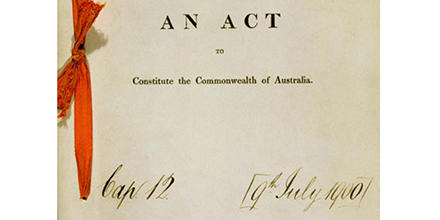 AN ACT
TO
Constitute the Commonwealth of Australia.
Cap. 12. [9th July 1900]